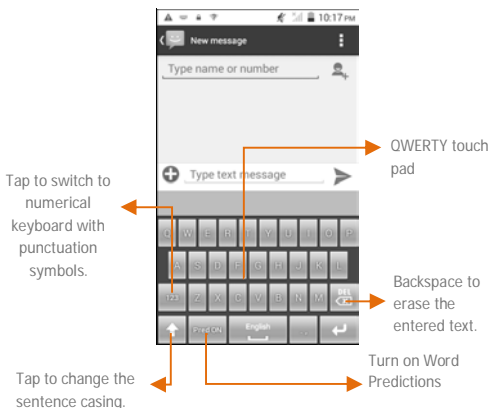 10:17 PM
New message
Type name or number
QWERTY touch
pad
Type text message
Tap to switch to
numerical
keyboard with
punctuation
symbols.
Q W E R T Y U I O P
A S D F G H J K L
123 Z X C V B N M DEL
Backspace to
erase the
entered text.
Pred ON English
Turn on Word
Predictions
Tap to change the
sentence casing.